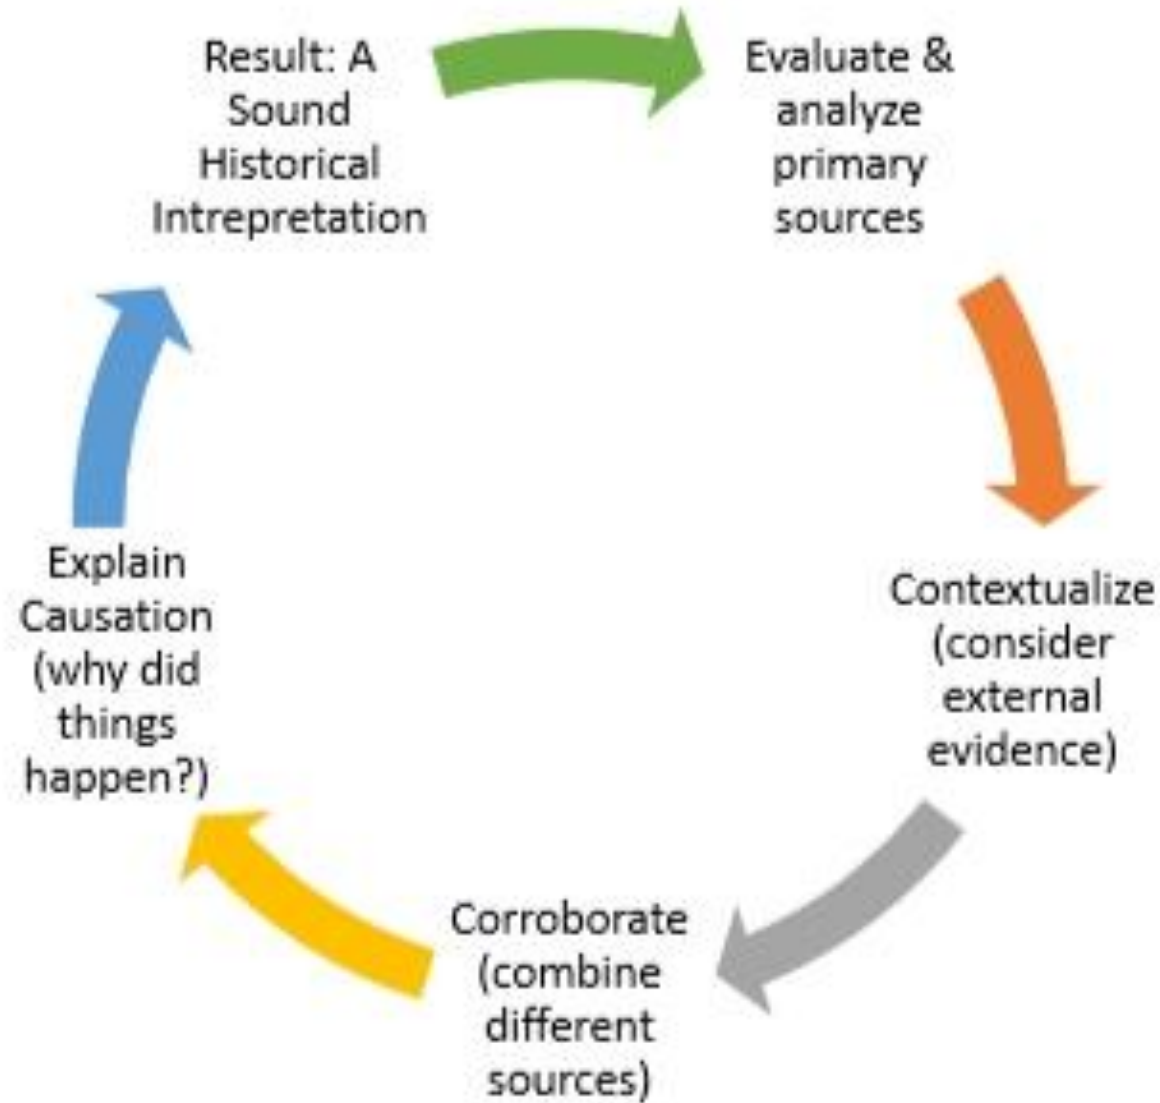 Result: A
Sound
Historical
Intrepretation
Evaluate &
analyze
primary
sources
Contextualize
(consider
external
evidence)
Corroborate
(combine
different
sources)
Explain
Causation
(why did
things
happen?)